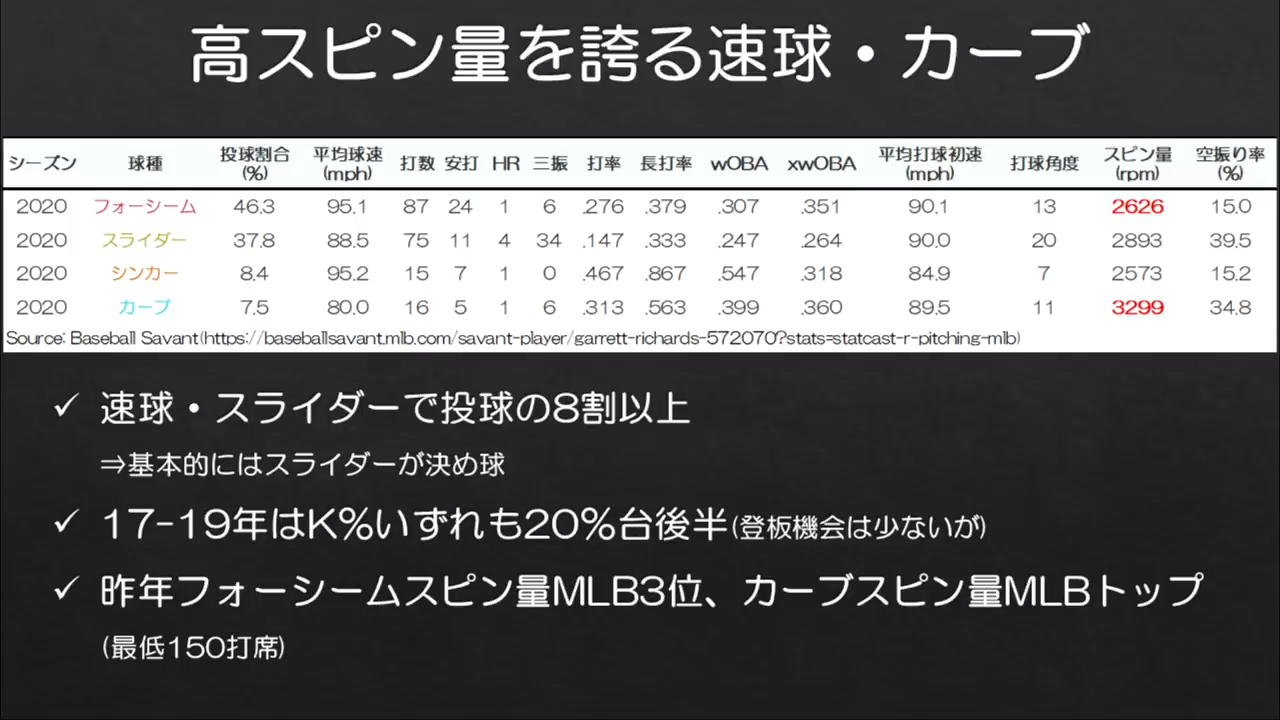 高スピン量を誇る速球・カーブ
シーズン 球種 投球割合(%) 平均球速(mph) 打数 安打 HR 三振 打率 長打率 wOBA xwOBA 平均打球初速(mph) 打球角度 スピン量(rpm) 空振り率(%)
2020 フォーシーム 46.3 95.1 87 24 1 6 .276 .379 .307 .351 90.1 13 2626 15.0
2020 スライダー 37.8 88.5 75 11 4 34 .147 .333 .247 .264 90.0 20 2893 39.5
2020 シンカー 8.4 95.2 15 7 1 0 .467 .867 .547 .318 84.9 7 2573 15.2
2020 カーブ 7.5 80.0 16 5 1 6 .313 .563 .399 .360 89.5 11 3299 34.8
Source: Baseball Savant(https://baseballsavant.mlb.com/savant-player/garrett-richards-572070?stats=statcast-r-pitching-mlb)
✓ 速球・スライダーで投球の8割以上
⇒基本的にはスライダーが決め球
✓ 17-19年はK%いずれも20%台後半(登板機会は少ないが)
✓ 昨年フォーシームスピン量MLB3位、カーブスピン量MLBトップ
(最低150打席)